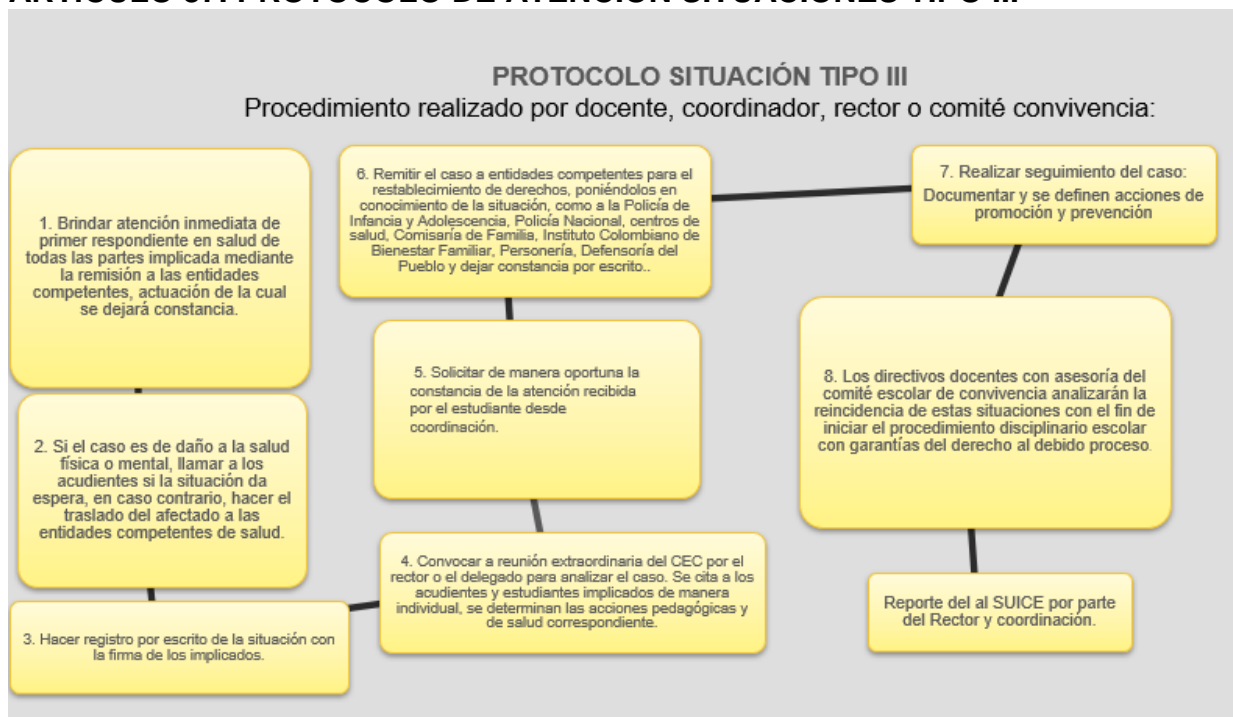 PROTOCOLO SITUACIÓN TIPO III
Procedimiento realizado por docente, coordinador, rector o comité convivencia:
1. Brindar atención inmediata de
primer respondiente en salud de
todas las partes implicada mediante
la remisión a las entidades
competentes, actuación de la cual
se dejará constancia.
2. Si el caso es de daño a la salud
física o mental, llamar a los
acudientes si la situación da
espera, en caso contrario, hacer el
traslado del afectado a las
entidades competentes de salud.
3. Hacer registro por escrito de la situación con
la firma de los implicados.
4. Convocar a reunión extraordinaria del CEC por el
rector o el delegado para analizar el caso. Se cita a los
acudientes y estudiantes implicados de manera
individual, se determinan las acciones pedagógicas y
de salud correspondiente.
5. Solicitar de manera oportuna la
constancia de la atención recibida
por el estudiante desde
coordinación.
6. Remitir el caso a entidades competentes para el
restablecimiento de derechos, poniéndolos en
conocimiento de la situación, como a la Policía de
Infancia y Adolescencia, Policía Nacional, centros de
salud, Comisaría de Familia, Instituto Colombiano de
Bienestar Familiar, Personería, Defensoría del
Pueblo y dejar constancia por escrito..
7. Realizar seguimiento del caso:
Documentar y se definen acciones de
promoción y prevención
8. Los directivos docentes con asesoría del
comité escolar de convivencia analizarán la
reincidencia de estas situaciones con el fin de
iniciar el procedimiento disciplinario escolar
con garantías del derecho al debido proceso.
Reporte del al SUICE por parte
del Rector y coordinación.